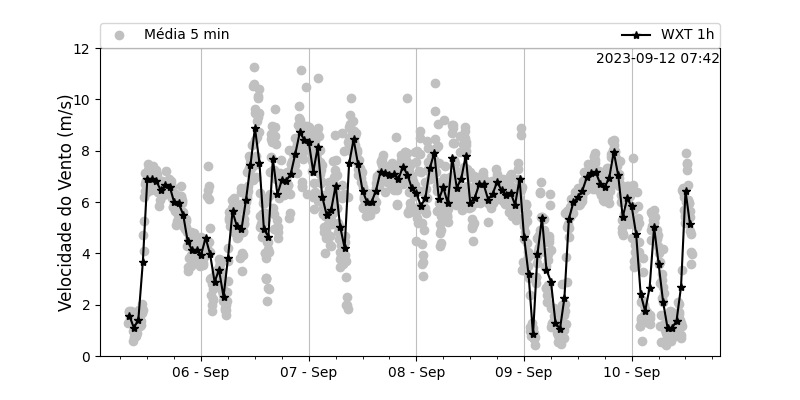 Média 5 min
WXT 1h
2023-09-12 07:42
Velocidade do Vento (m/s)
12
10
8
6
4
2
0
06 - Sep
07 - Sep
08 - Sep
09 - Sep
10 - Sep